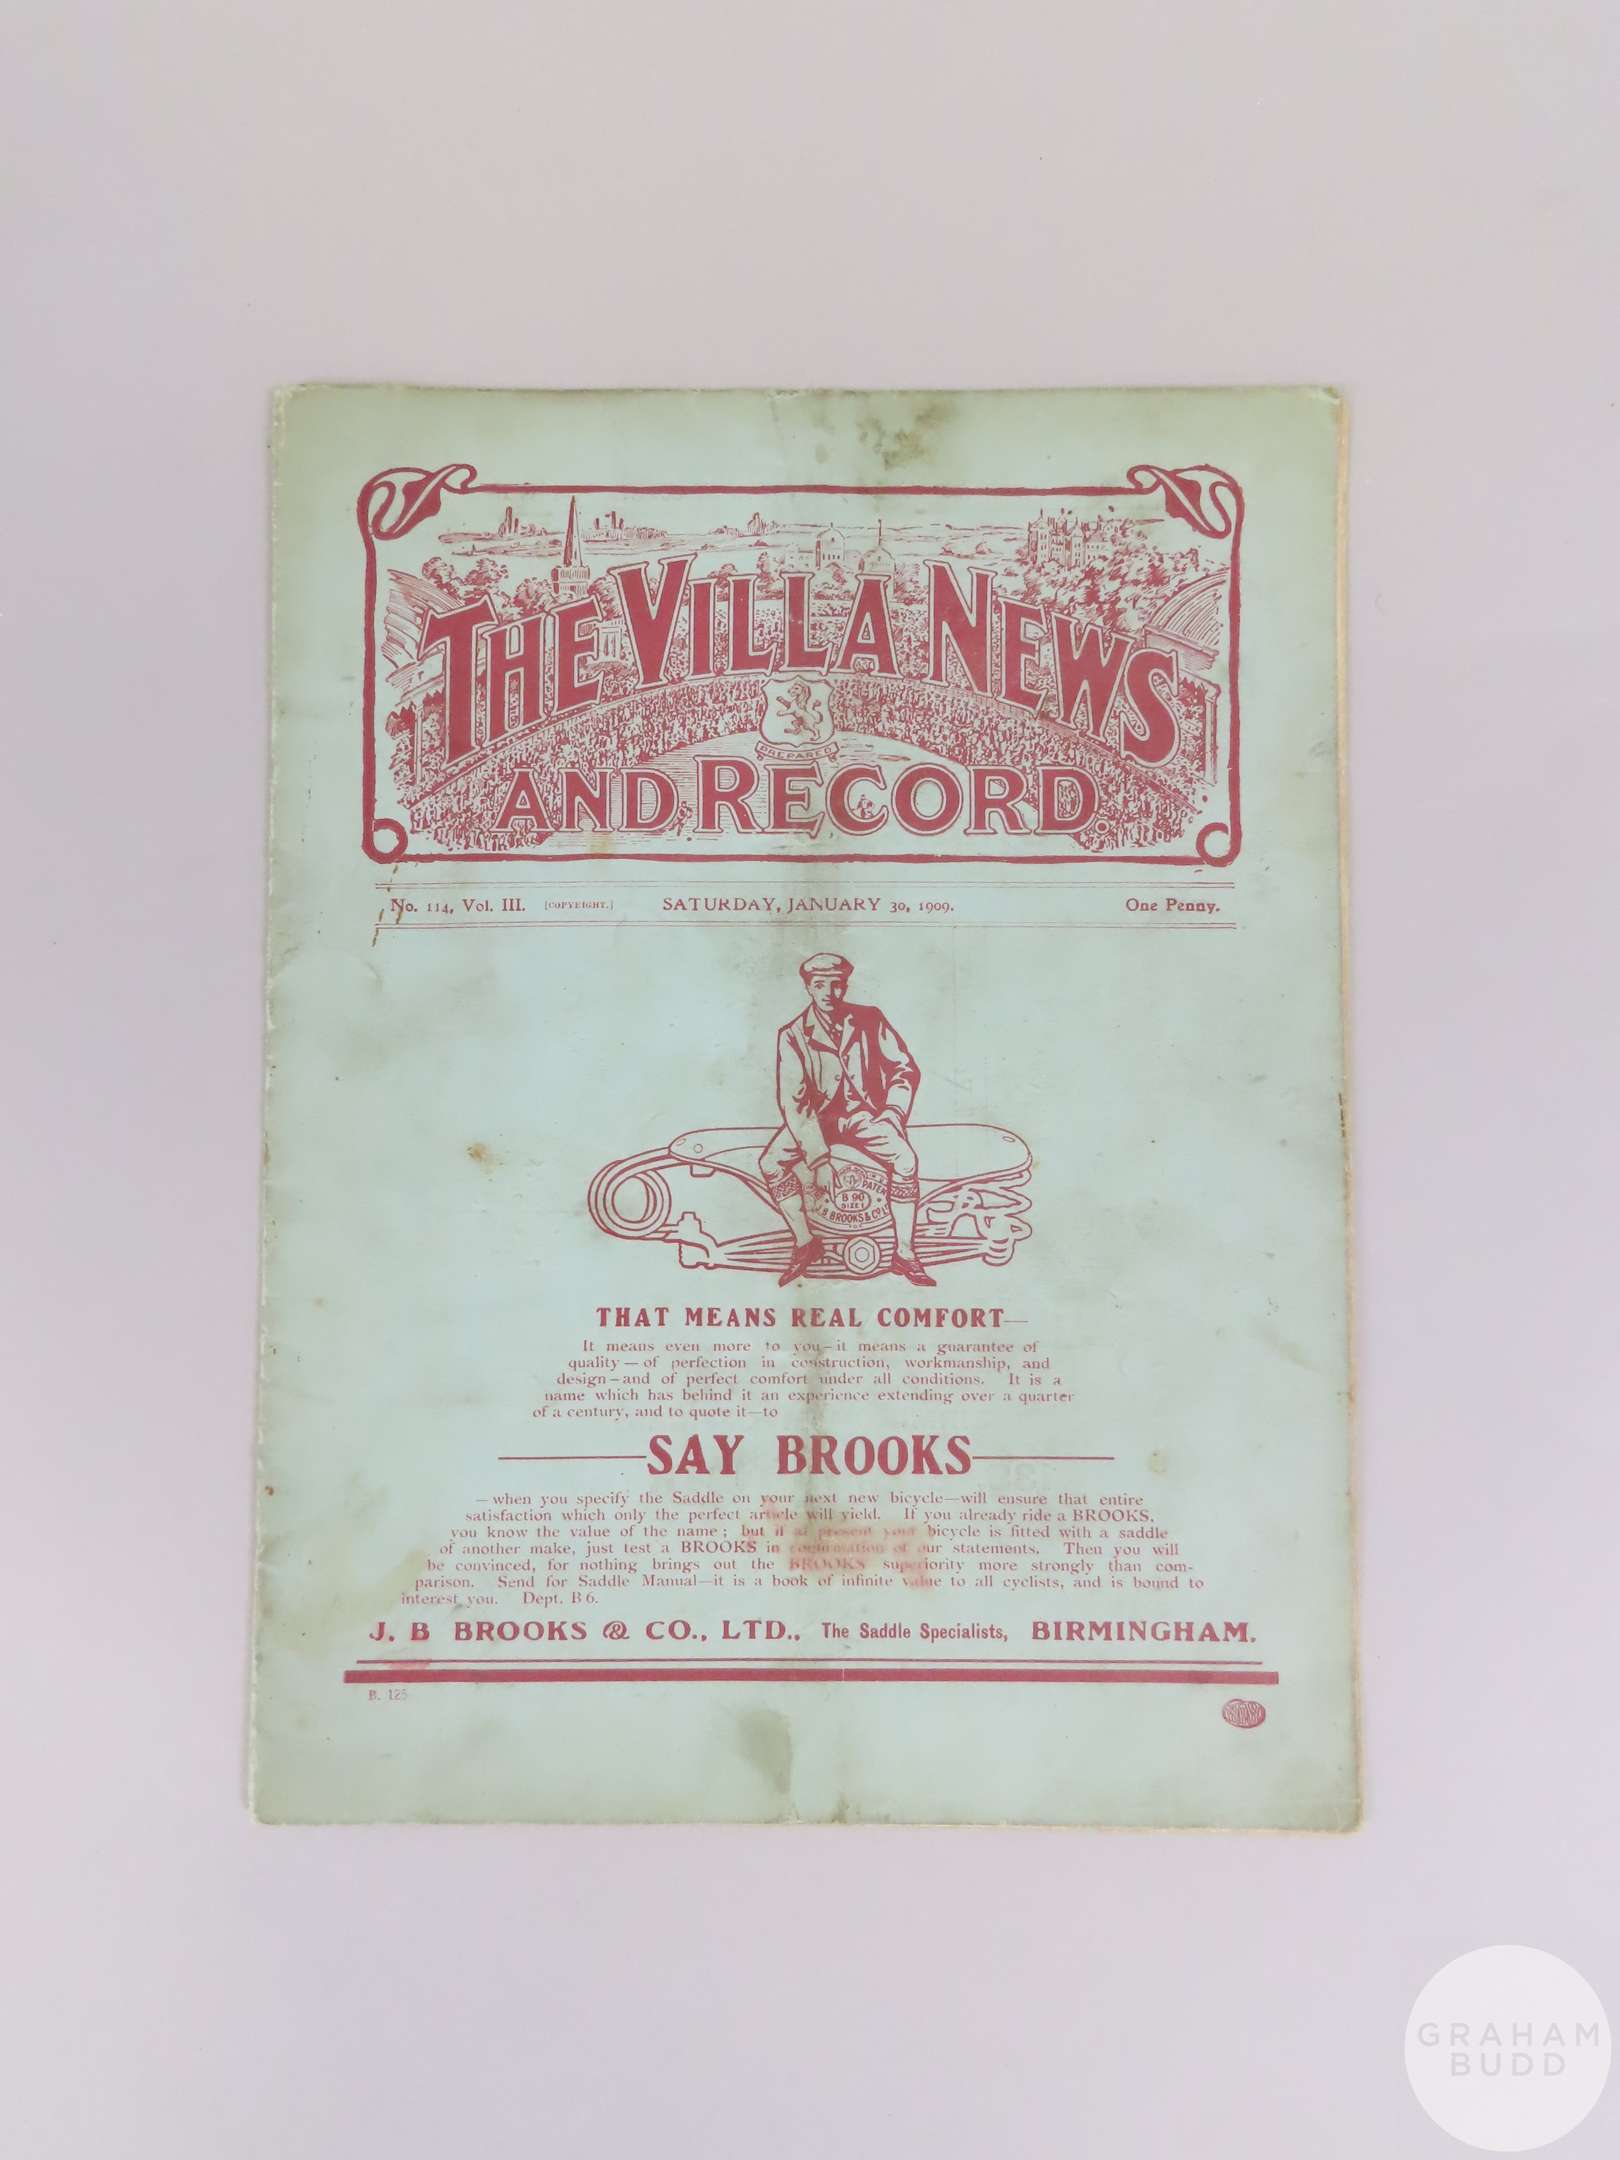 THE VILLA NEWS
PREPARED
AND RECORD
No. 114, Vol. III. [COPYRIGHT.] SATURDAY, JANUARY 30, 1909. One Penny.
PATENT
B 90
SIZE 1
J. B. BROOKS & Co LTD
THAT MEANS REAL COMFORT—
It means even more to you—it means a guarantee of
quality—of perfection in construction, workmanship, and
design—and of perfect comfort under all conditions. It is a
name which has behind it an experience extending over a quarter
of a century, and to quote it—to
SAY BROOKS
—when you specify the Saddle on your next new bicycle—will ensure that entire
satisfaction which only the perfect article will yield. If you already ride a BROOKS,
you know the value of the name; but if at present your bicycle is fitted with a saddle
of another make, just test a BROOKS in confirmation of our statements. Then you will
be convinced, for nothing brings out the BROOKS superiority more strongly than com-
parison. Send for Saddle Manual—it is a book of infinite value to all cyclists, and is bound to
interest you. Dept. B 6.
J. B BROOKS & CO., LTD., The Saddle Specialists, BIRMINGHAM.
B. 125
GRAHAM
BUDD